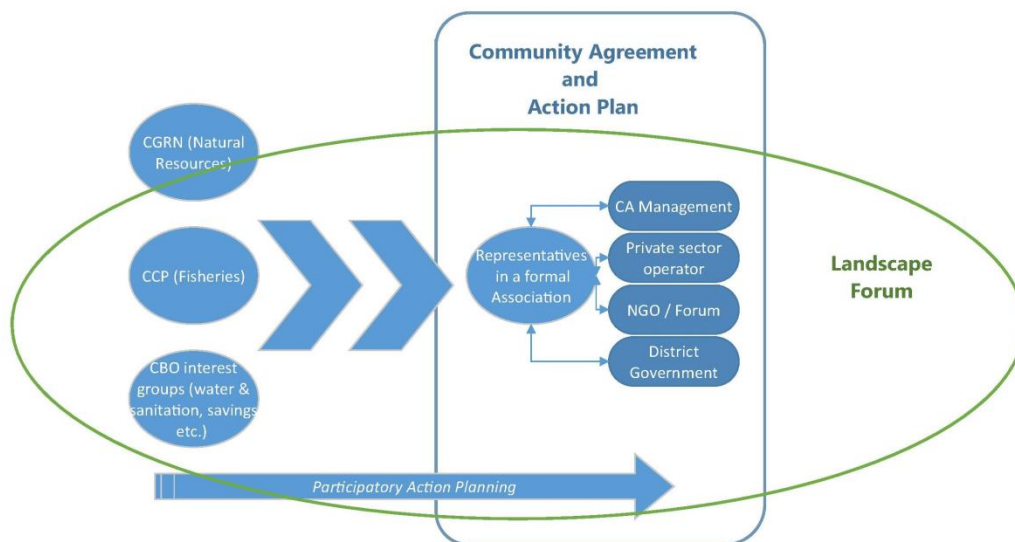 Community Agreement
and
Action Plan
CGRN (Natural
Resources)
CCP (Fisheries)
CBO interest
groups (water &
sanitation, savings
etc.)
Representatives
in a formal
Association
CA Management
Private sector
operator
NGO / Forum
District
Government
Landscape
Forum
Participatory Action Planning